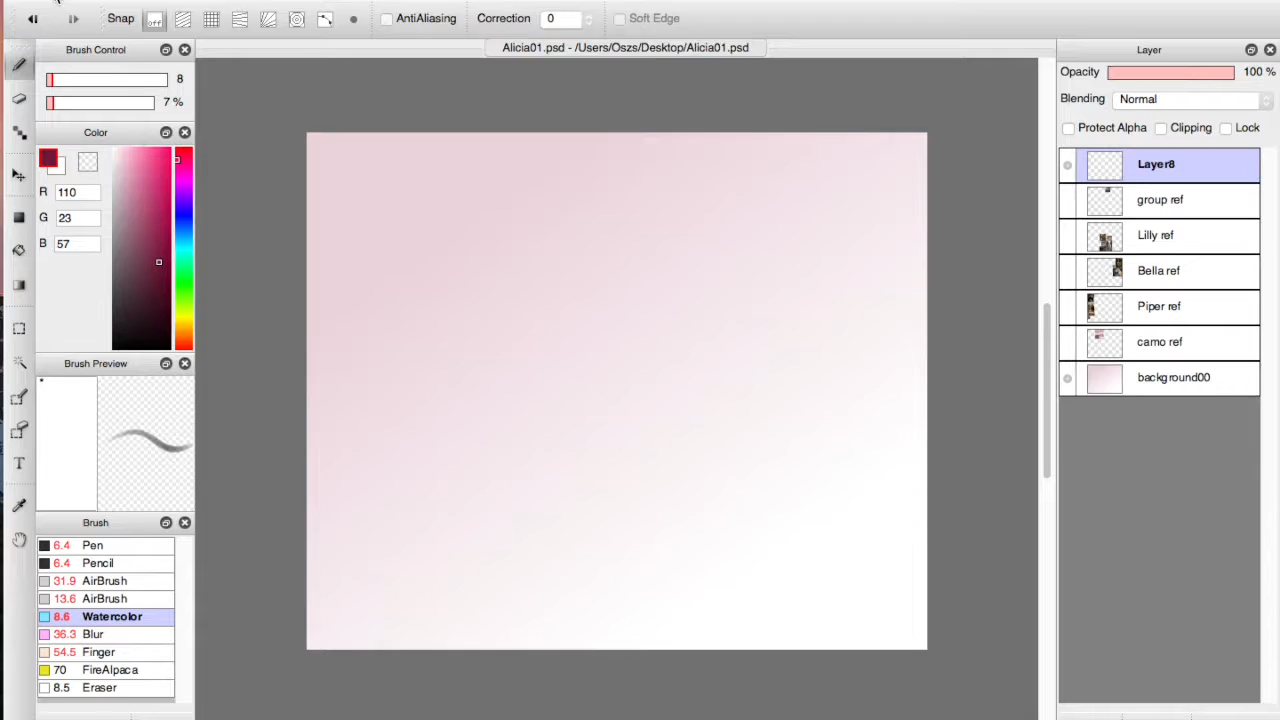 Snap off AntiAliasing Correction 0 Soft Edge
Alicia01.psd - /Users/Oszs/Desktop/Alicia01.psd
Brush Control
8
7 %
Color
R 110
G 23
B 57
Brush Preview
Brush
6.4 Pen
6.4 Pencil
31.9 AirBrush
13.6 AirBrush
8.6 Watercolor
36.3 Blur
54.5 Finger
70 FireAlpaca
8.5 Eraser
T
Layer
Opacity 100 %
Blending Normal
Protect Alpha Clipping Lock
Layer8
group ref
Lilly ref
Bella ref
Piper ref
camo ref
background00